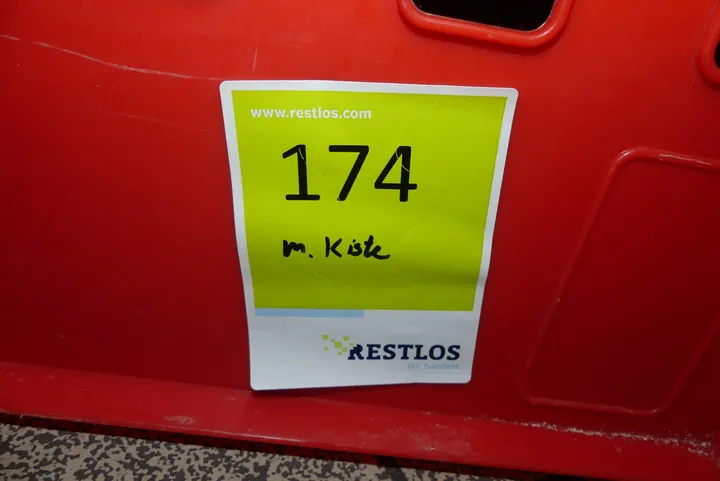 www.restlos.com
174
m. Kiste
RESTLOS
wir handeln